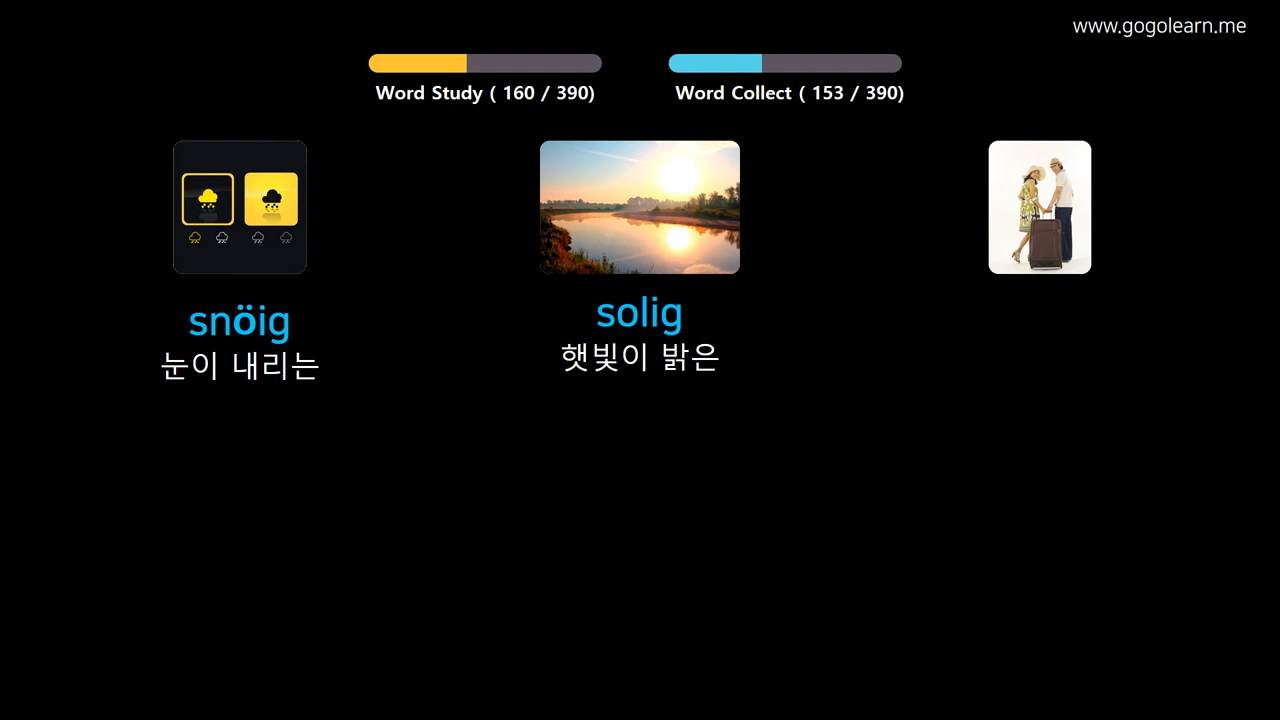 www.gogolearn.me
Word Study ( 160 / 390)
Word Collect ( 153 / 390)
snöig
눈이 내리는
solig
햇빛이 밝은